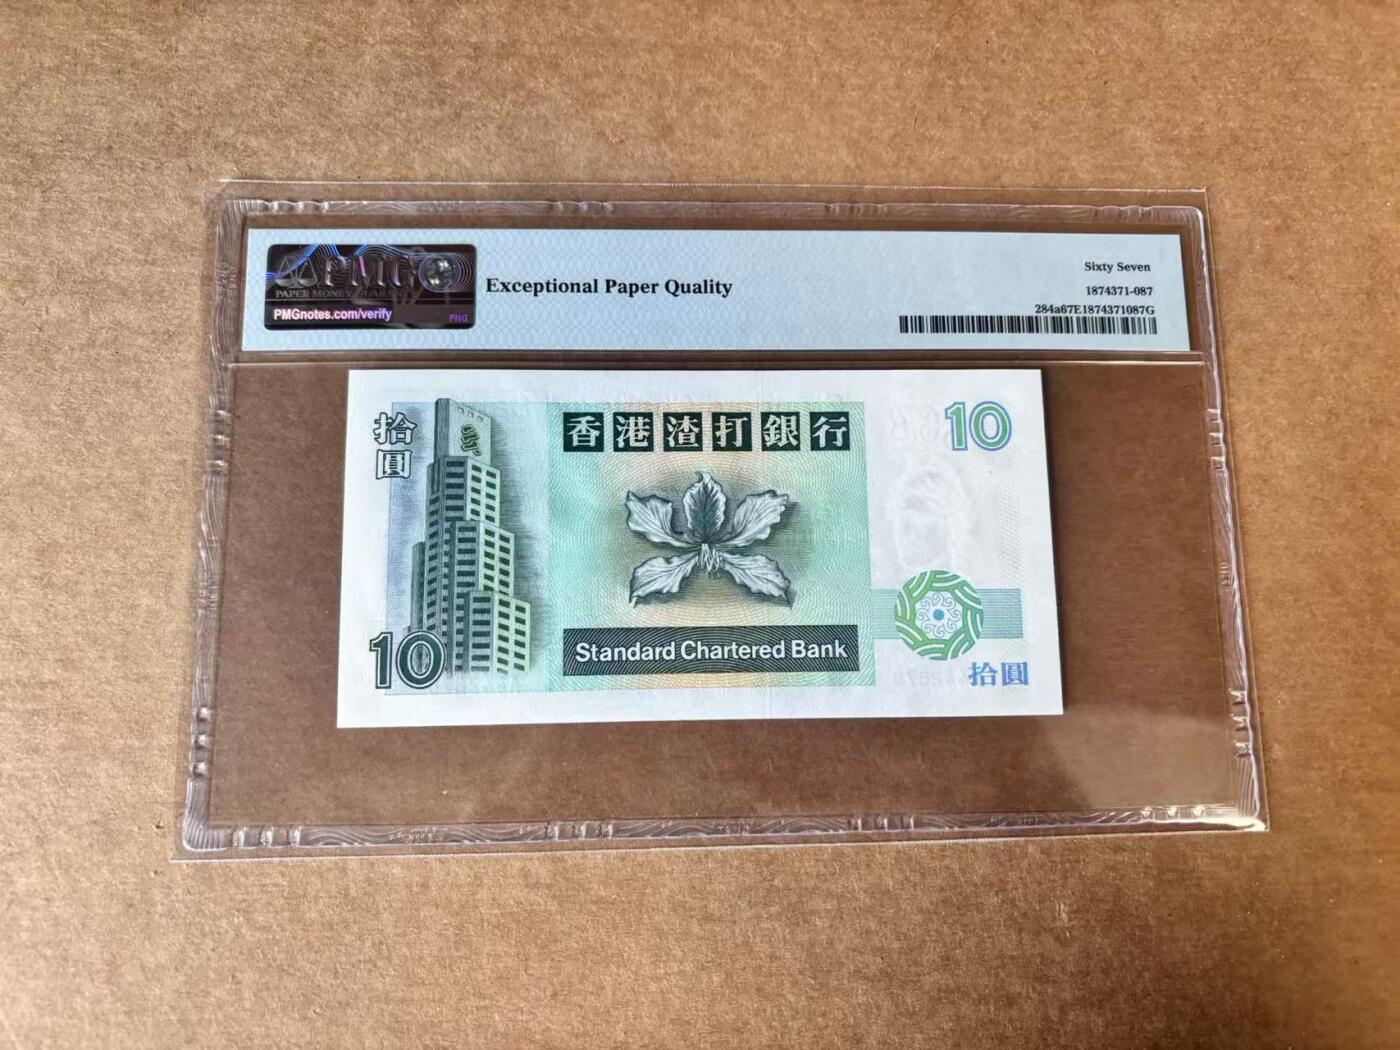 PMG
PAPER MONEY GUARANTY
PMGnotes.com/verify
PNG
Exceptional Paper Quality
Sixty Seven
1874371-087
284a67E1874371087G
拾圓
香港渣打銀行
10
10
Standard Chartered Bank
拾圓